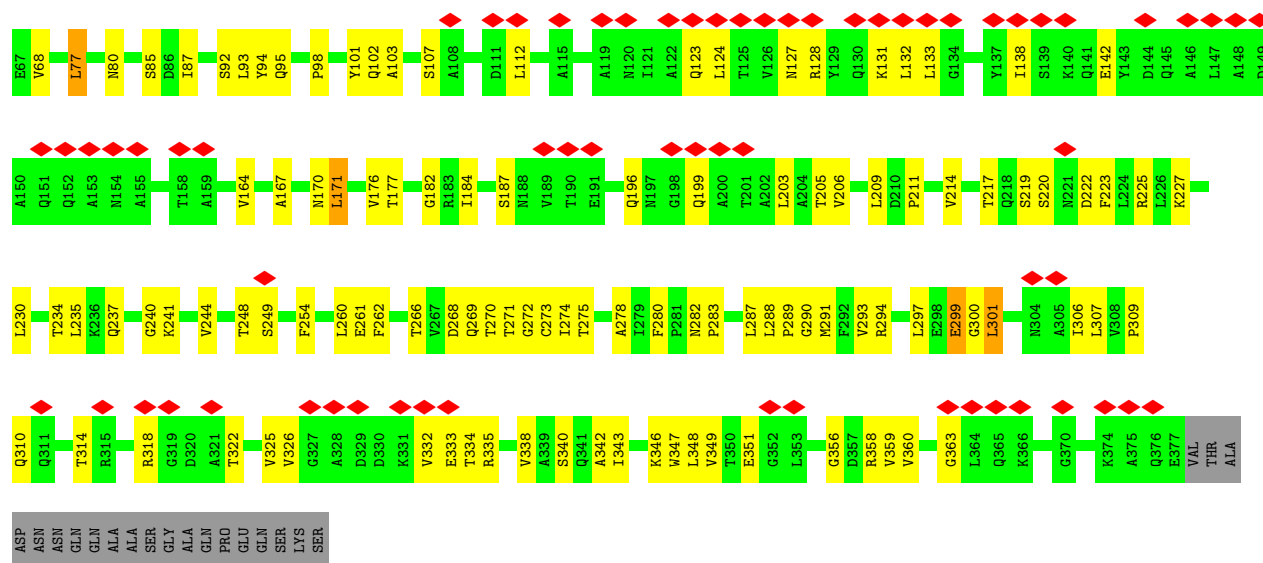 E67 V68 L77 N80 S85 D86 I87 S92 L93 Y94 Q95 P98 Y101 Q102 A103 S107 A108 D111 L112 A115 A119 N120 I121 A122 Q123 L124 T125 V126 N127 R128 Y129 Q130 K131 L132 L133 G134 Y137 I138 S139 K140 Q141 E142 Y143 D144 Q145 A146 L147 A148 D149
A150 Q151 Q152 A153 N154 A155 T158 A159 V164 A167 N170 L171 V176 T177 G182 R183 I184 S187 N188 V189 T190 E191 Q196 N197 G198 Q199 A200 T201 A202 L203 A204 T205 V206 L209 D210 P211 V214 T217 Q218 S219 S220 N221 D222 F223 L224 R225 L226 K227
L230 T234 L235 K236 Q237 G240 K241 V244 T248 S249 F254 L260 E261 F262 T266 V267 D268 Q269 T270 T271 G272 C273 I274 T275 A278 I279 F280 P281 N282 P283 L287 L288 P289 G290 M291 F292 V293 R294 L297 E298 E299 G300 L301 N304 A305 I306 L307 V308 P309
Q310 Q311 T314 R315 R318 G319 D320 A321 T322 V325 V326 G327 A328 D329 D330 K331 V332 E333 T334 R335 V338 A339 S340 Q341 A342 I343 K346 W347 L348 V349 T350 E351 G352 L353 G356 D357 R358 V359 V360 G363 L364 Q365 K366 G370 K374 A375 Q376 E377 VAL THR ALA
ASP ASN ASN GLN GLN ALA ALA SER GLY ALA GLN PRO GLU GLN SER LYS SER